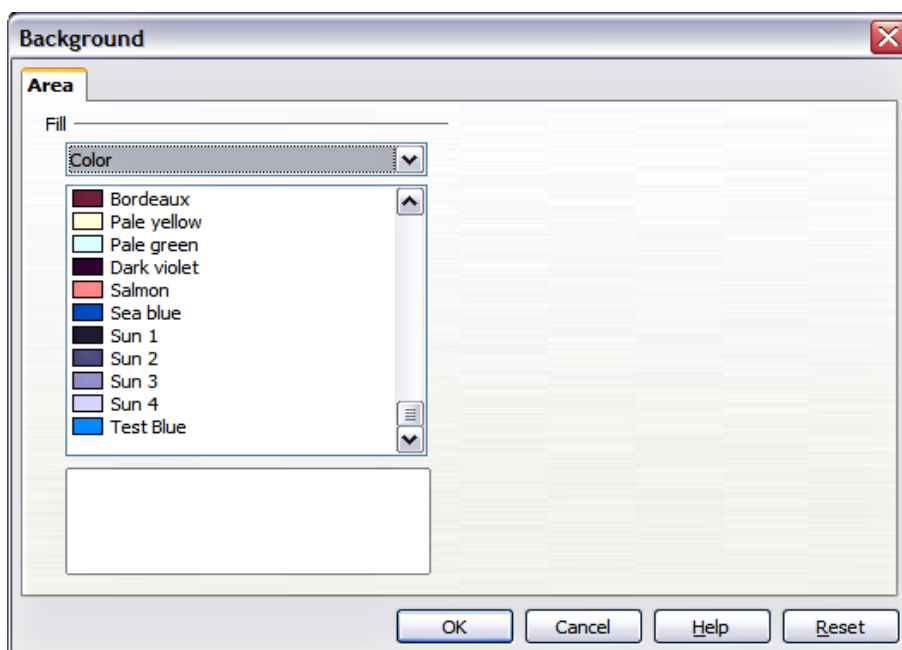 Background
Area
Fill
Color
Bordeaux
Pale yellow
Pale green
Dark violet
Salmon
Sea blue
Sun 1
Sun 2
Sun 3
Sun 4
Test Blue
OK Cancel Help Reset